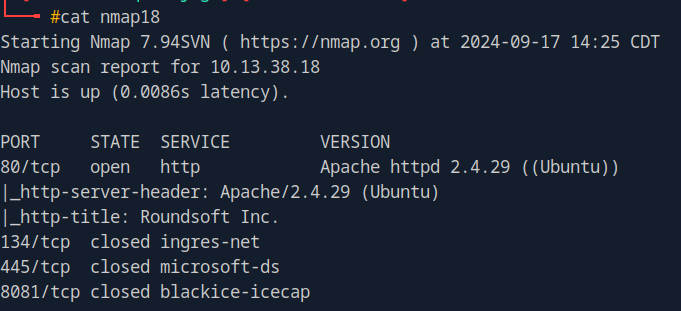 #cat nmap18
Starting Nmap 7.94SVN ( https://nmap.org ) at 2024-09-17 14:25 CDT
Nmap scan report for 10.13.38.18
Host is up (0.0086s latency).
PORT     STATE  SERVICE         VERSION
80/tcp   open   http            Apache httpd 2.4.29 ((Ubuntu))
|_http-server-header: Apache/2.4.29 (Ubuntu)
|_http-title: Roundsoft Inc.
134/tcp  closed ingres-net
445/tcp  closed microsoft-ds
8081/tcp closed blackice-icecap